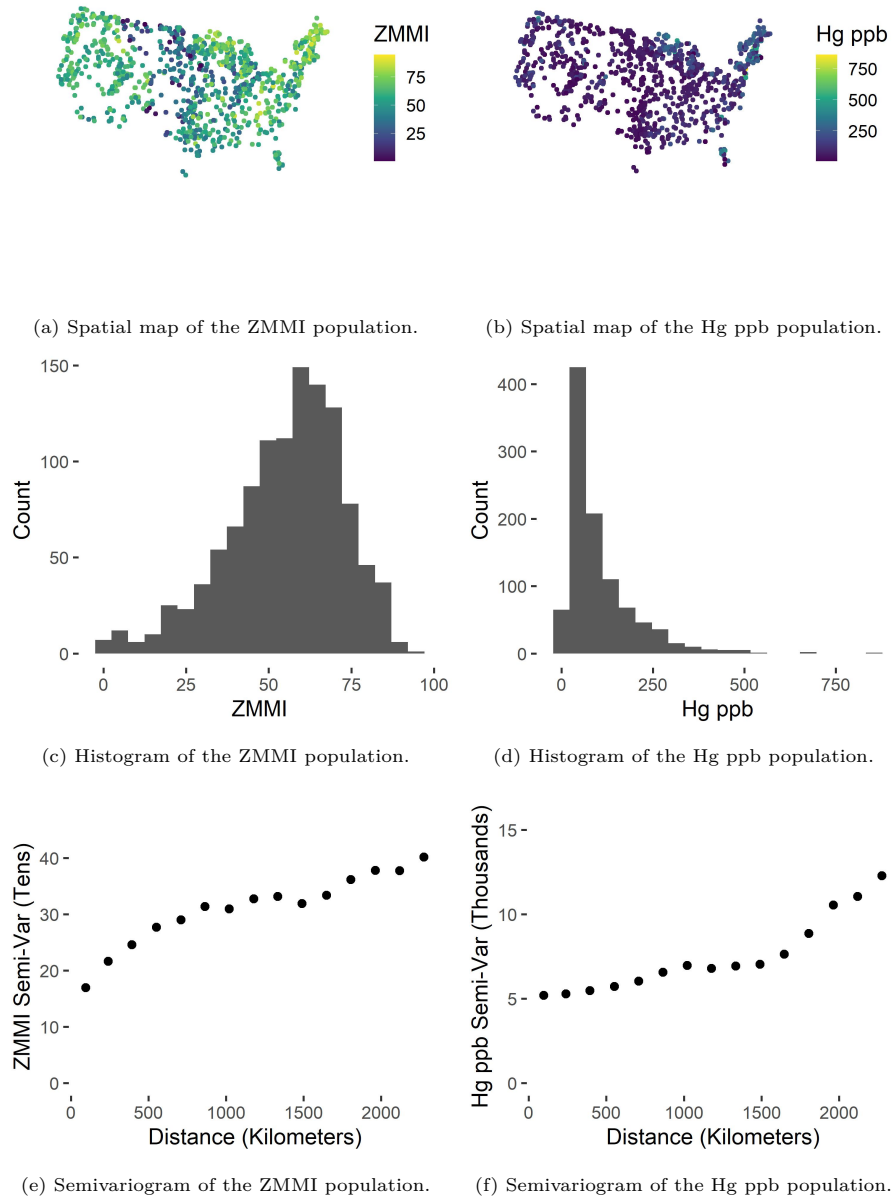 ZMMI
75
50
25
Hg ppb
750
500
250
(a) Spatial map of the ZMMI population.
(b) Spatial map of the Hg ppb population.
150
100
50
0
Count
0 25 50 75 100
ZMMI
400
300
200
100
0
Count
0 250 500 750
Hg ppb
(c) Histogram of the ZMMI population.
(d) Histogram of the Hg ppb population.
40
30
20
10
0
ZMMI Semi-Var (Tens)
0 500 1000 1500 2000
Distance (Kilometers)
15
10
5
0
Hg ppb Semi-Var (Thousands)
0 500 1000 1500 2000
Distance (Kilometers)
(e) Semivariogram of the ZMMI population.
(f) Semivariogram of the Hg ppb population.